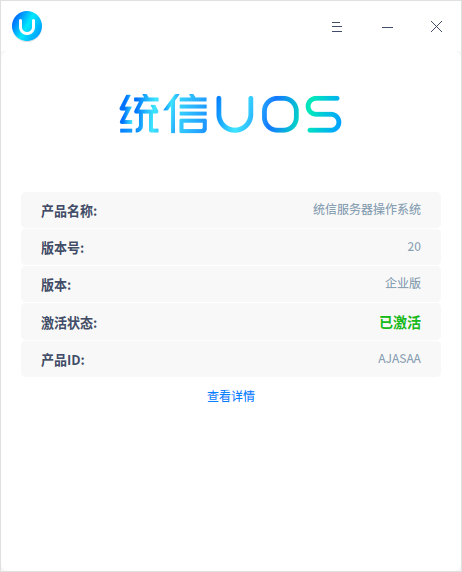 统信UOS
产品名称: 统信服务器操作系统
版本号: 20
版本: 企业版
激活状态: 已激活
产品ID: AJASAA
查看详情